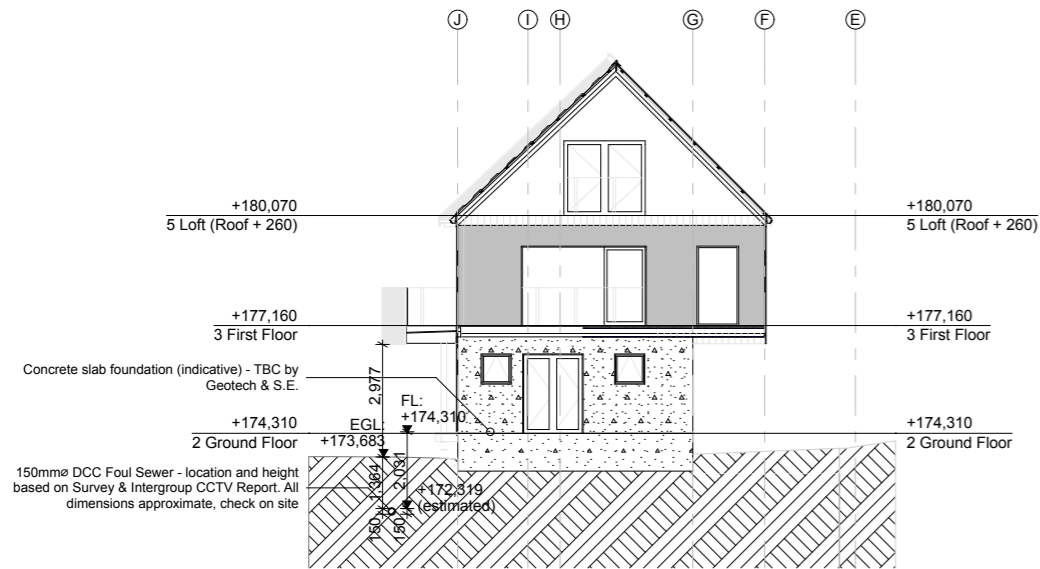 J I H G F E
+180,070
5 Loft (Roof + 260)
+180,070
5 Loft (Roof + 260)
+177,160
3 First Floor
+177,160
3 First Floor
Concrete slab foundation (indicative) - TBC by
Geotech & S.E.
2,977
FL:
+174,310
EGL:
+173,683
+174,310
2 Ground Floor
+174,310
2 Ground Floor
150mmø DCC Foul Sewer - location and height
based on Survey & Intergroup CCTV Report. All
dimensions approximate, check on site
1,364
2,031
+172,319
(estimated)
150
150